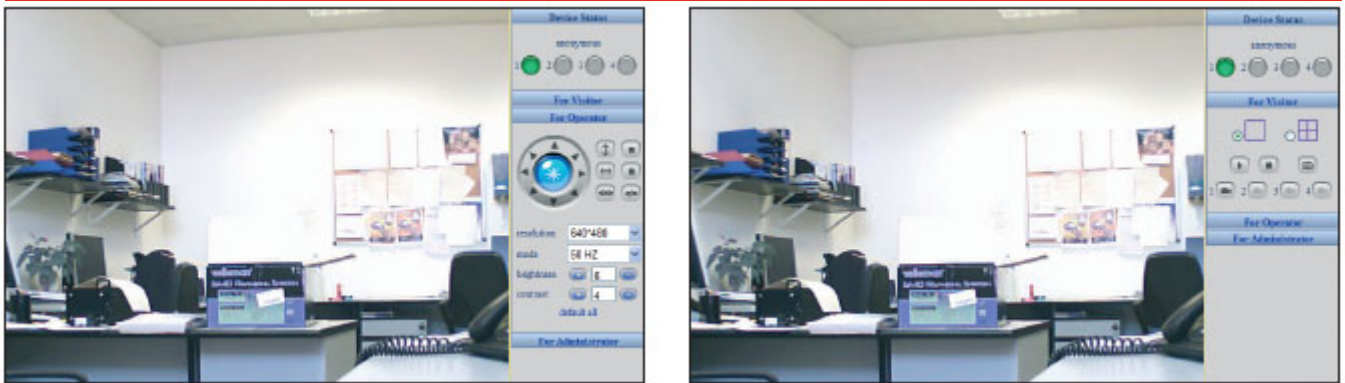 Device Status
anonymous
1 2 3 4
For Visitor
For Operator
resolution 640*480
mode 50 HZ
brightness 6
contrast 4
default all
For Administrator
velleman
Device Status
anonymous
1 2 3 4
For Visitor
1 2 3 4
For Operator
For Administrator
velleman